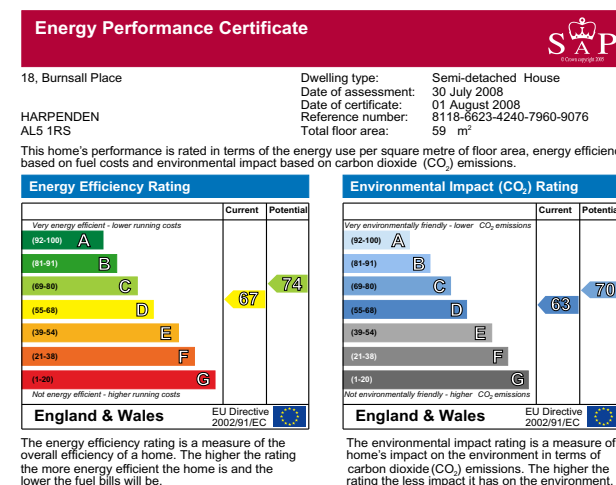 Energy Performance Certificate
SAP
© Crown copyright 2005
18, Burnsall Place
HARPENDEN
AL5 1RS
Dwelling type: Semi-detached House
Date of assessment: 30 July 2008
Date of certificate: 01 August 2008
Reference number: 8118-6623-4240-7960-9076
Total floor area: 59 m²
This home's performance is rated in terms of the energy use per square metre of floor area, energy efficienc
based on fuel costs and environmental impact based on carbon dioxide (CO₂) emissions.
Energy Efficiency Rating
Current Potential
Very energy efficient - lower running costs
(92-100) A
(81-91) B
(69-80) C
(55-68) D
(39-54) E
(21-38) F
(1-20) G
67
74
Not energy efficient - higher running costs
England & Wales
EU Directive
2002/91/EC
The energy efficiency rating is a measure of the
overall efficiency of a home. The higher the rating
the more energy efficient the home is and the
lower the fuel bills will be.
Environmental Impact (CO₂) Rating
Current Potentia
Very environmentally friendly - lower CO₂ emissions
(92-100) A
(81-91) B
(69-80) C
(55-68) D
(39-54) E
(21-38) F
(1-20) G
63
70
Not environmentally friendly - higher CO₂ emissions
England & Wales
EU Directive
2002/91/EC
The environmental impact rating is a measure of
home's impact on the environment in terms of
carbon dioxide (CO₂) emissions. The higher the
rating the less impact it has on the environment.